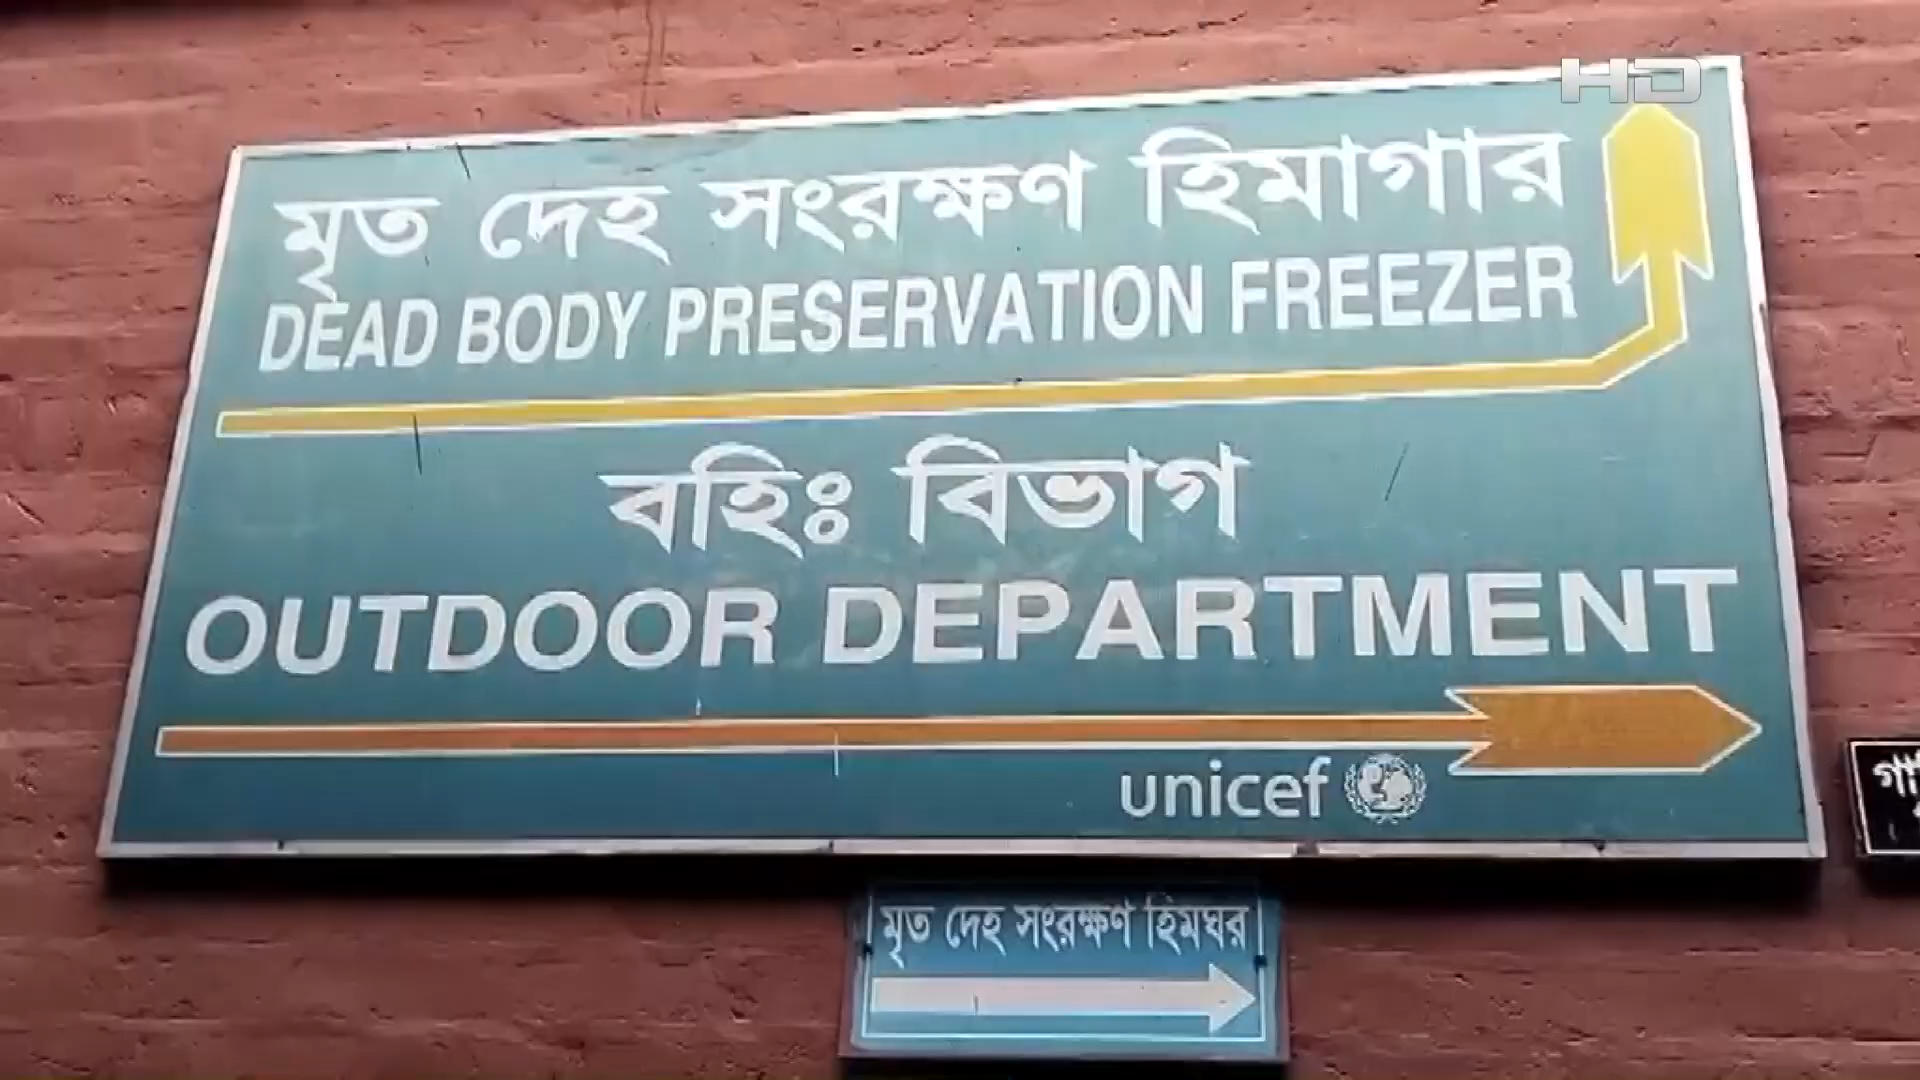 HD
মৃত দেহ সংরক্ষণ হিমাগার
DEAD BODY PRESERVATION FREEZER
বহিঃ বিভাগ
OUTDOOR DEPARTMENT
unicef
মৃত দেহ সংরক্ষণ হিমঘর